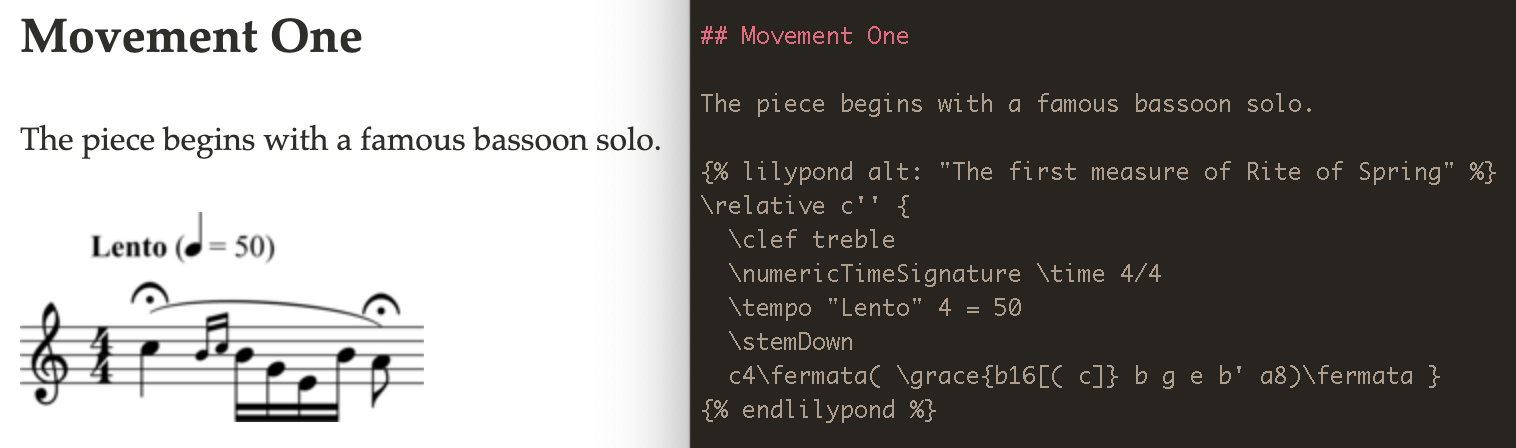 Movement One
The piece begins with a famous bassoon solo.
Lento (♩ = 50)
4
4
## Movement One
The piece begins with a famous bassoon solo.
{% lilypond alt: "The first measure of Rite of Spring" %}
\relative c'' {
\clef treble
\numericTimeSignature \time 4/4
\tempo "Lento" 4 = 50
\stemDown
c4\fermata( \grace{b16[( c]} b g e b' a8)\fermata }
{% endlilypond %}